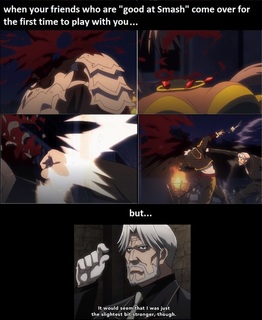 when your friends who are "good at Smash" come over for
the first time to play with you...
but...
It would seem that I was just
the slightest bit stronger, though.